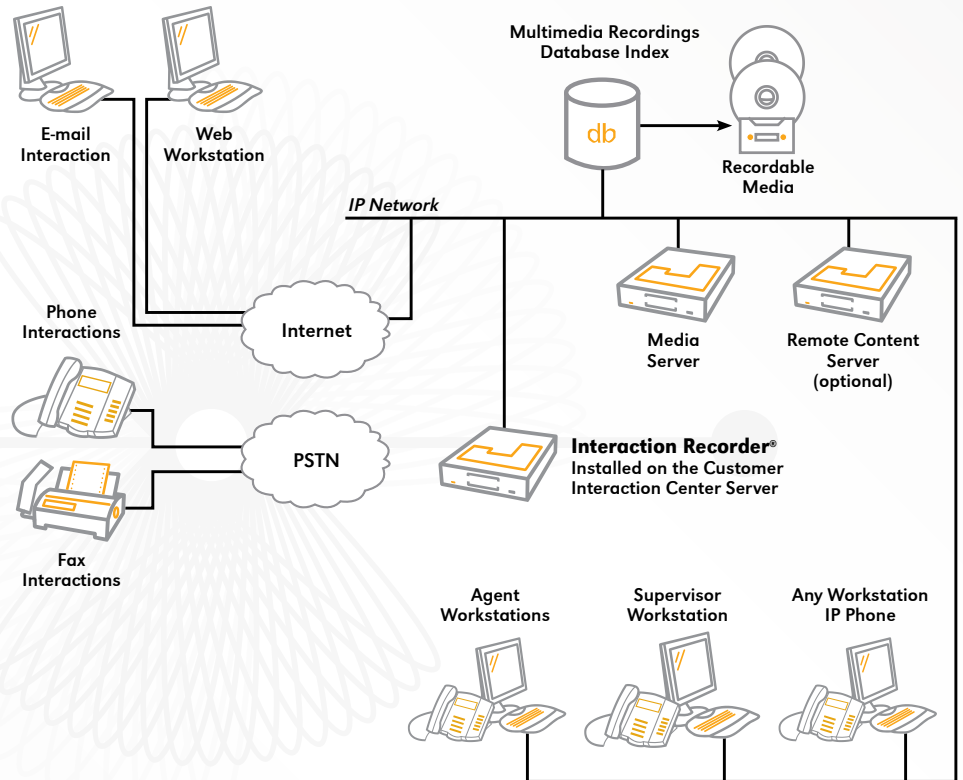 Multimedia Recordings
Database Index
E-mail
Interaction
Web
Workstation
db
Recordable
Media
IP Network
Phone
Interactions
Internet
Media
Server
Remote Content
Server
(optional)
PSTN
Interaction Recorder®
Installed on the Customer
Interaction Center Server
Fax
Interactions
Agent
Workstations
Supervisor
Workstation
Any Workstation
IP Phone